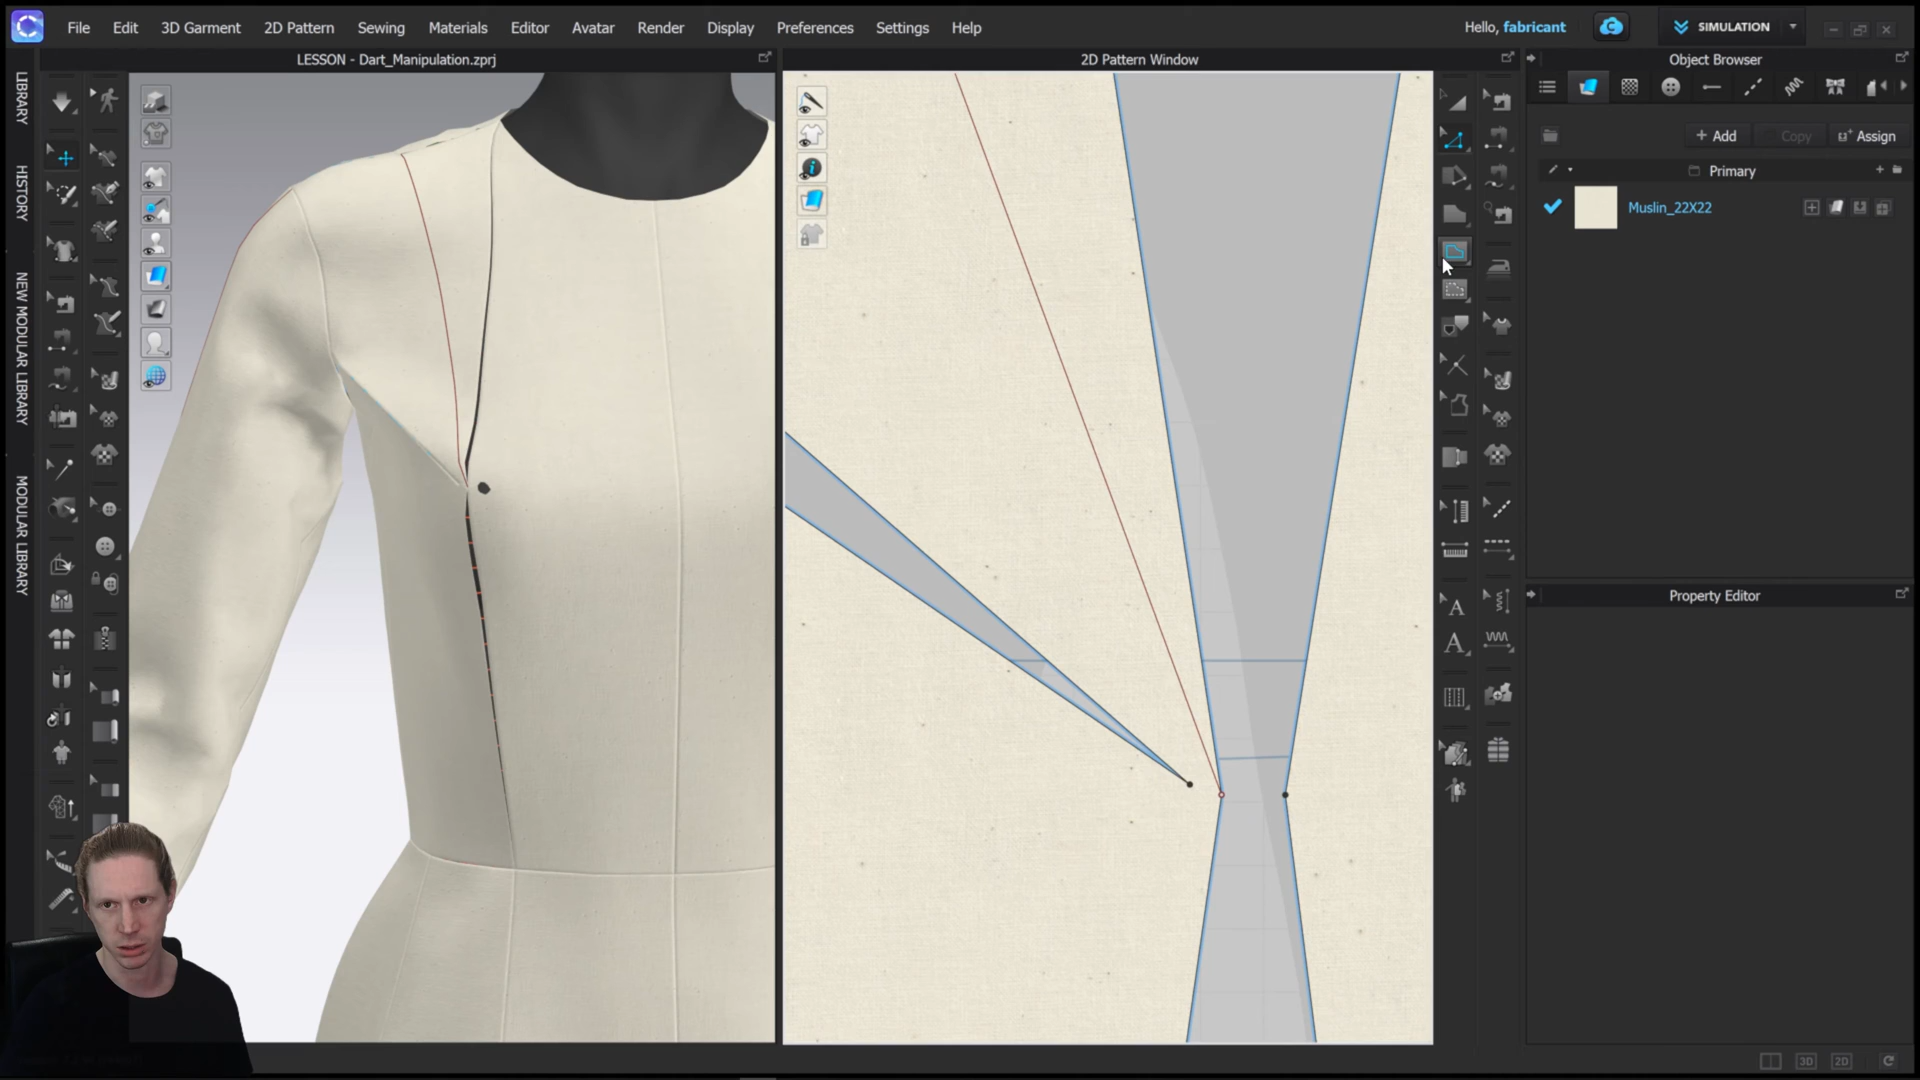 File Edit 3D Garment 2D Pattern Sewing Materials Editor Avatar Render Display Preferences Settings Help
Hello, fabricant
SIMULATION
LESSON - Dart_Manipulation.zprj
2D Pattern Window
Object Browser
LIBRARY
HISTORY
NEW MODULAR LIBRARY
MODULAR LIBRARY
+ Add
Copy
Assign
Primary
Muslin_22X22
Property Editor
A
A
3D
2D